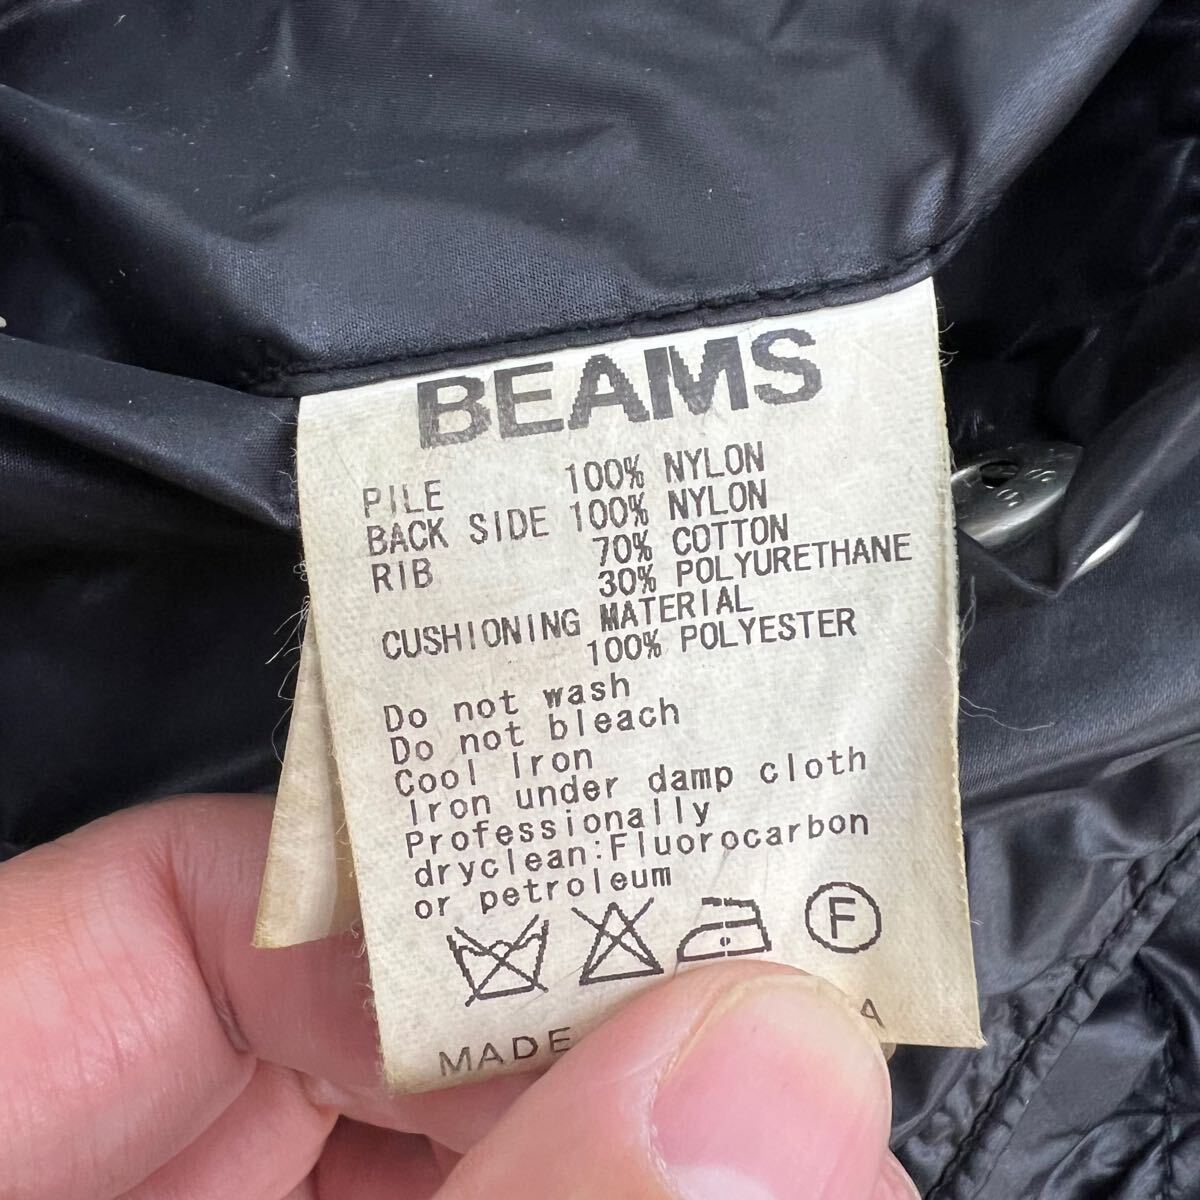 BEAMS
PILE 100% NYLON
BACK SIDE 100% NYLON
RIB 70% COTTON
30% POLYURETHANE
CUSHIONING MATERIAL
100% POLYESTER
Do not wash
Do not bleach
Cool Iron
Iron under damp cloth
Professionally
dryclean:Fluorocarbon
or petroleum
F
MADE